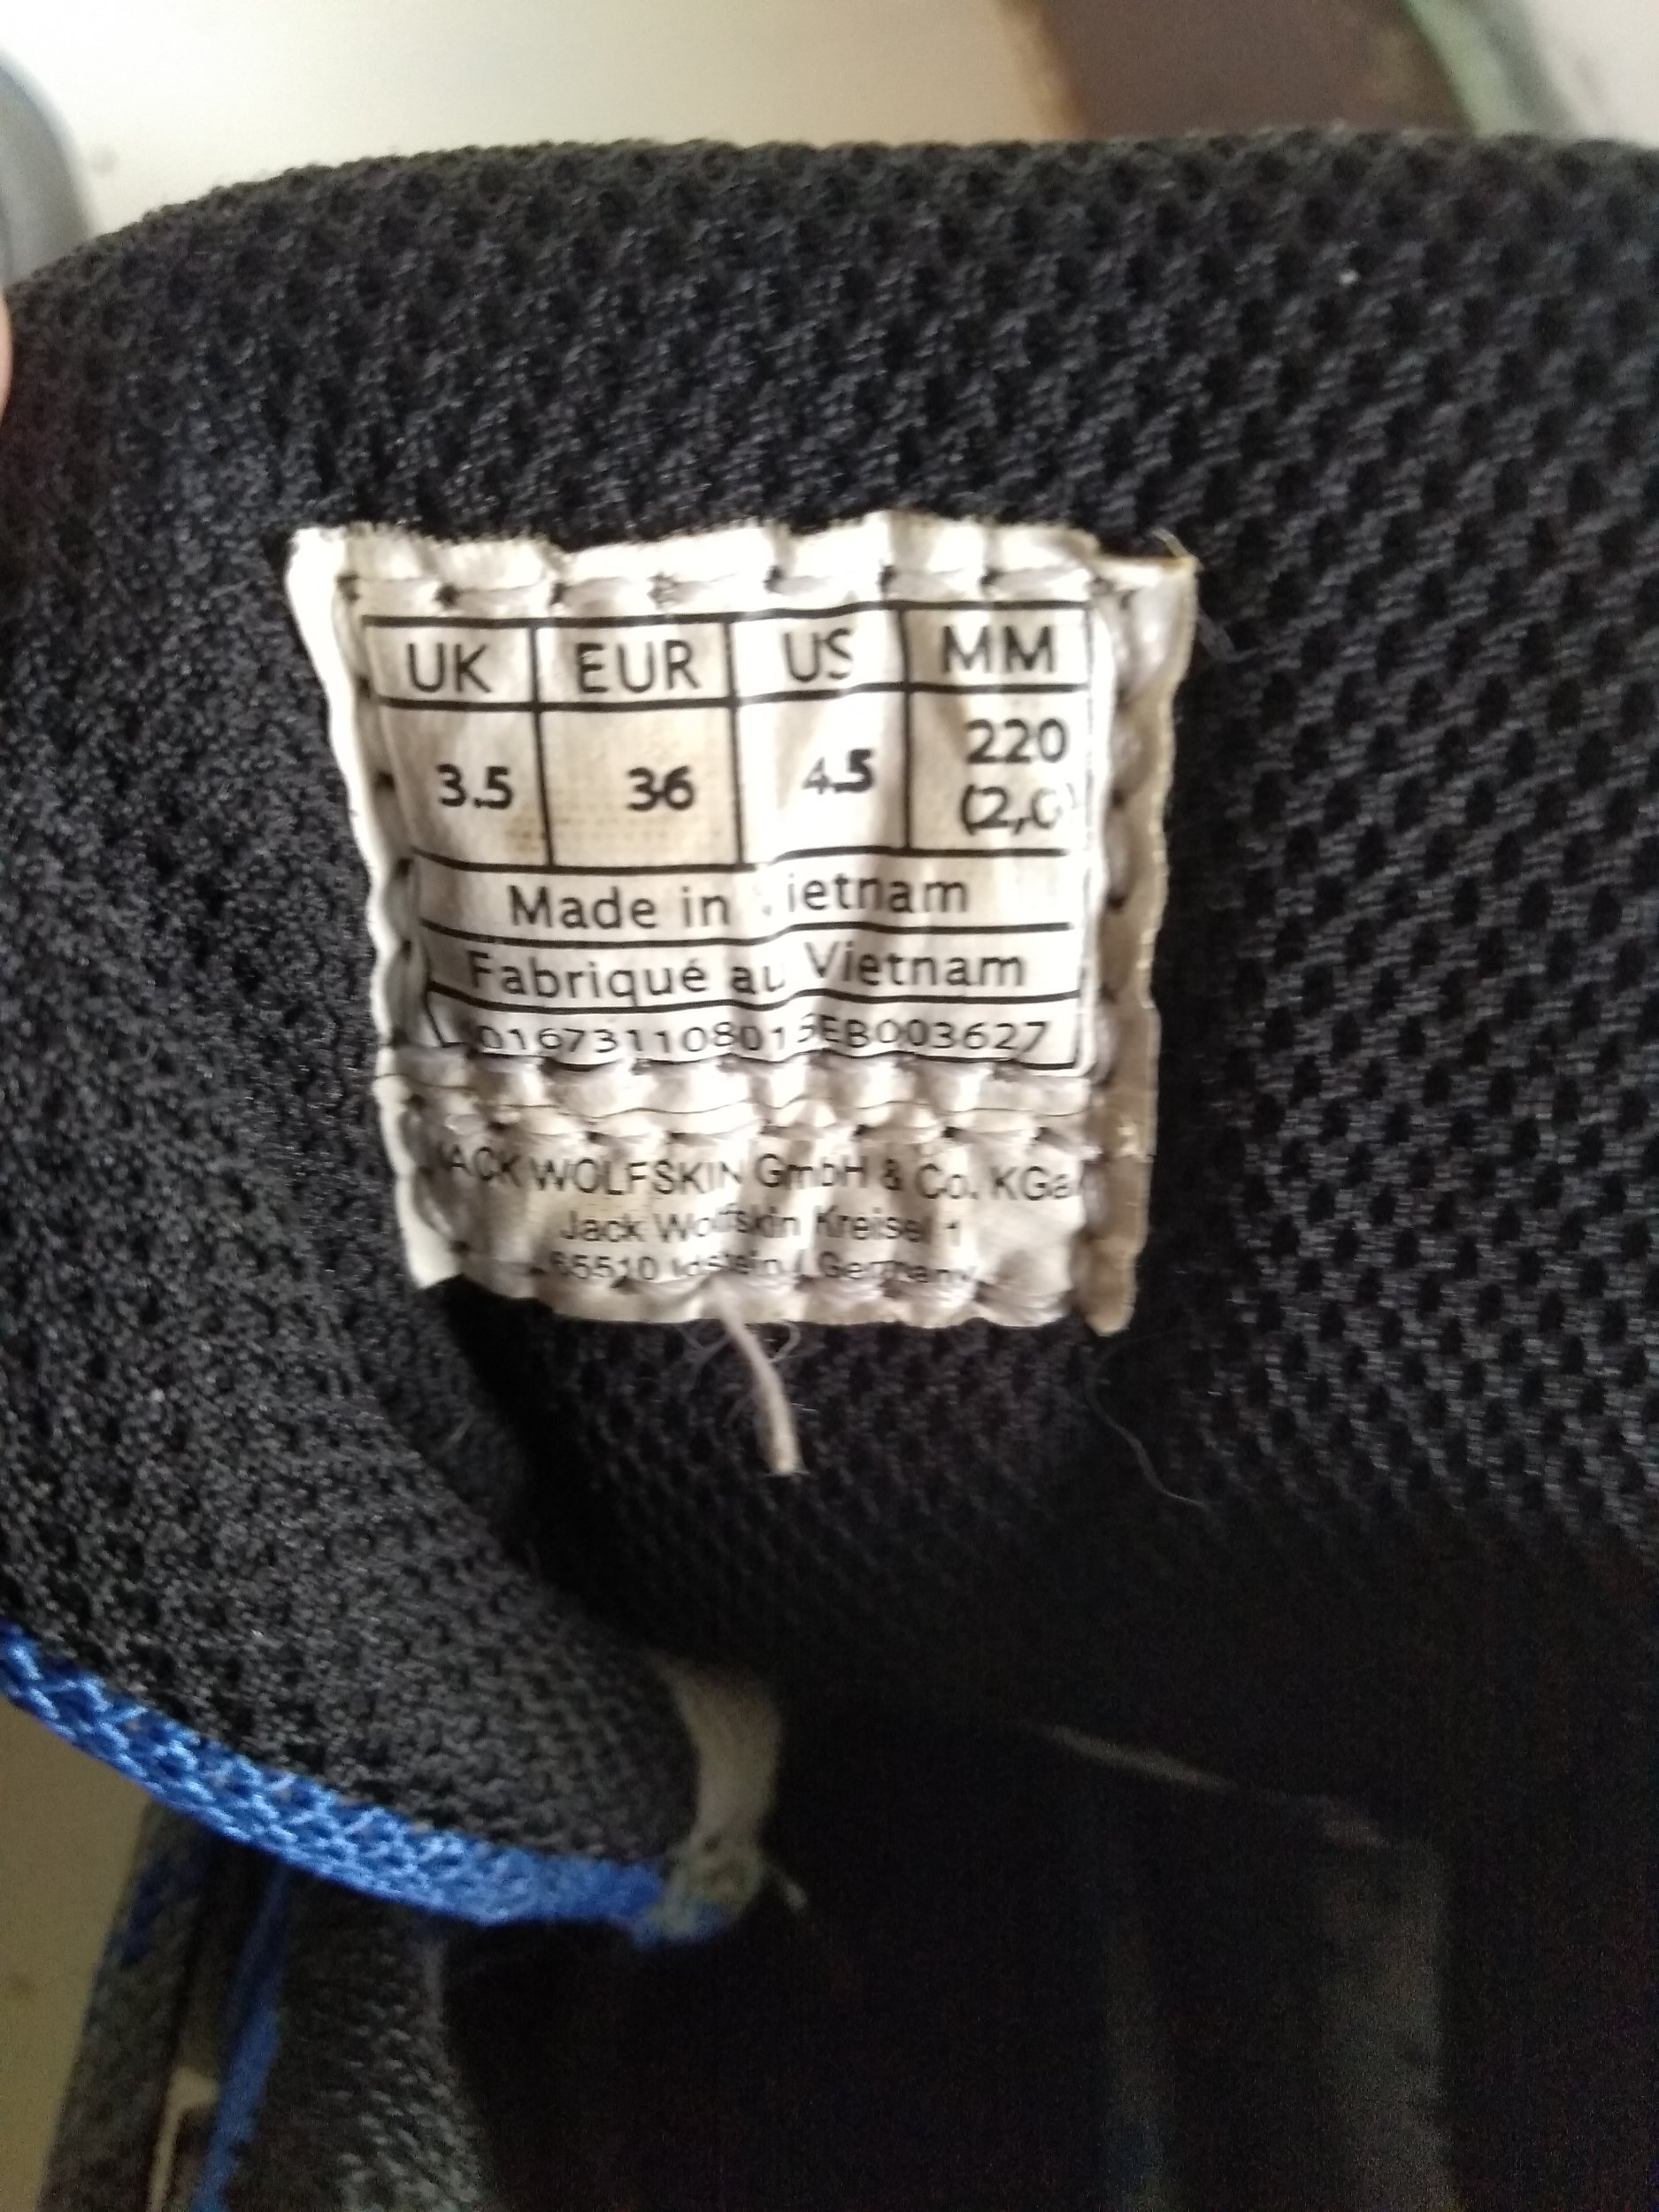 UK EUR US MM
3.5 36 4.5 220
(2,0)
Made in Vietnam
Fabriqué au Vietnam
JACK WOLFSKIN GmbH & Co. KGaA
Jack Wolfskin Kreisel 1
65510 Idstein / Germany